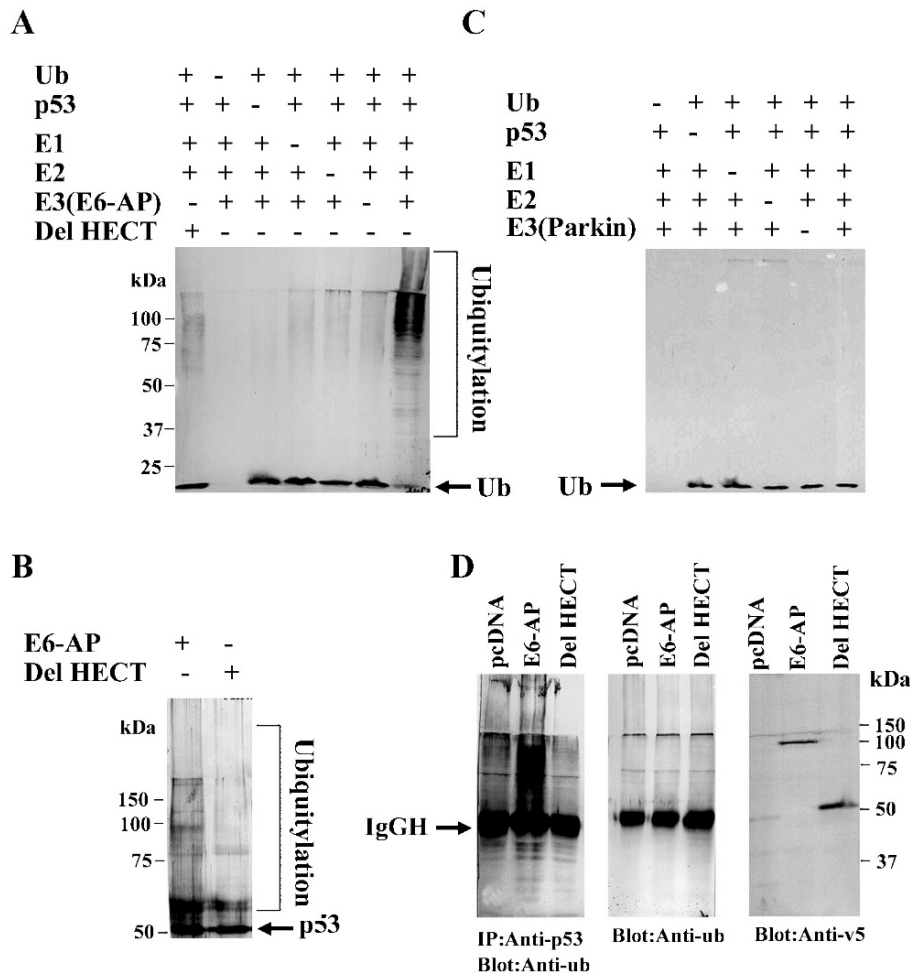 A
Ub + - + + + + +
p53 + + - + + + +
E1 + + + - + + +
E2 + + + + - + +
E3(E6-AP) - + + + + - +
Del HECT + - - - - - -
kDa
100
75
50
37
25
Ubiquitylation
Ub
C
Ub - + + + + +
p53 + - + + + +
E1 + + - + + +
E2 + + + - + +
E3(Parkin) + + + + - +
Ub
B
E6-AP + -
Del HECT - +
kDa
150
100
75
50
Ubiquitylation
p53
D
pcDNA E6-AP Del HECT
pcDNA E6-AP Del HECT
pcDNA E6-AP Del HECT
kDa
150
100
75
50
37
IgGH
IP:Anti-p53
Blot:Anti-ub
Blot:Anti-ub
Blot:Anti-v5